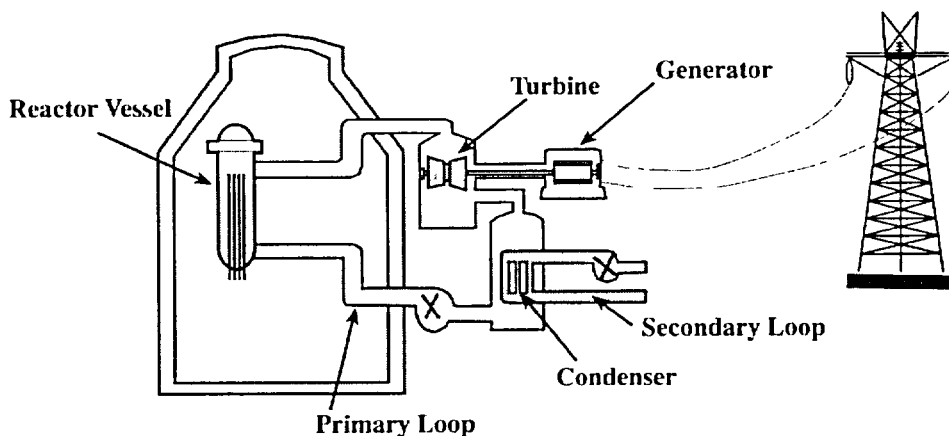 Generator
Turbine
Reactor Vessel
Secondary Loop
Condenser
Primary Loop